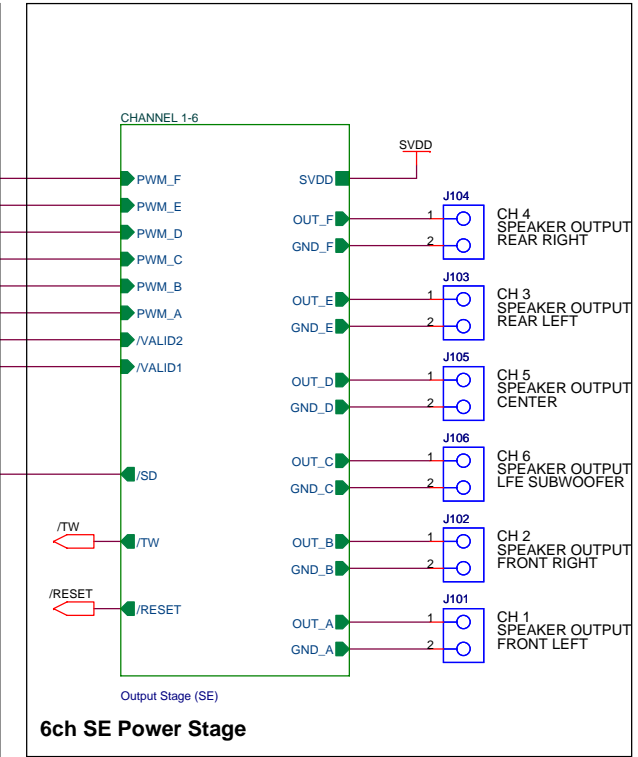 CHANNEL 1-6
SVDD
PWM_F
PWM_E
PWM_D
PWM_C
PWM_B
PWM_A
/VALID2
/VALID1
/SD
/TW
/TW
/RESET
/RESET
SVDD
OUT_F
GND_F
OUT_E
GND_E
OUT_D
GND_D
OUT_C
GND_C
OUT_B
GND_B
OUT_A
GND_A
J104
1
2
CH 4
SPEAKER OUTPUT
REAR RIGHT
J103
1
2
CH 3
SPEAKER OUTPUT
REAR LEFT
J105
1
2
CH 5
SPEAKER OUTPUT
CENTER
J106
1
2
CH 6
SPEAKER OUTPUT
LFE SUBWOOFER
J102
1
2
CH 2
SPEAKER OUTPUT
FRONT RIGHT
J101
1
2
CH 1
SPEAKER OUTPUT
FRONT LEFT
Output Stage (SE)
6ch SE Power Stage